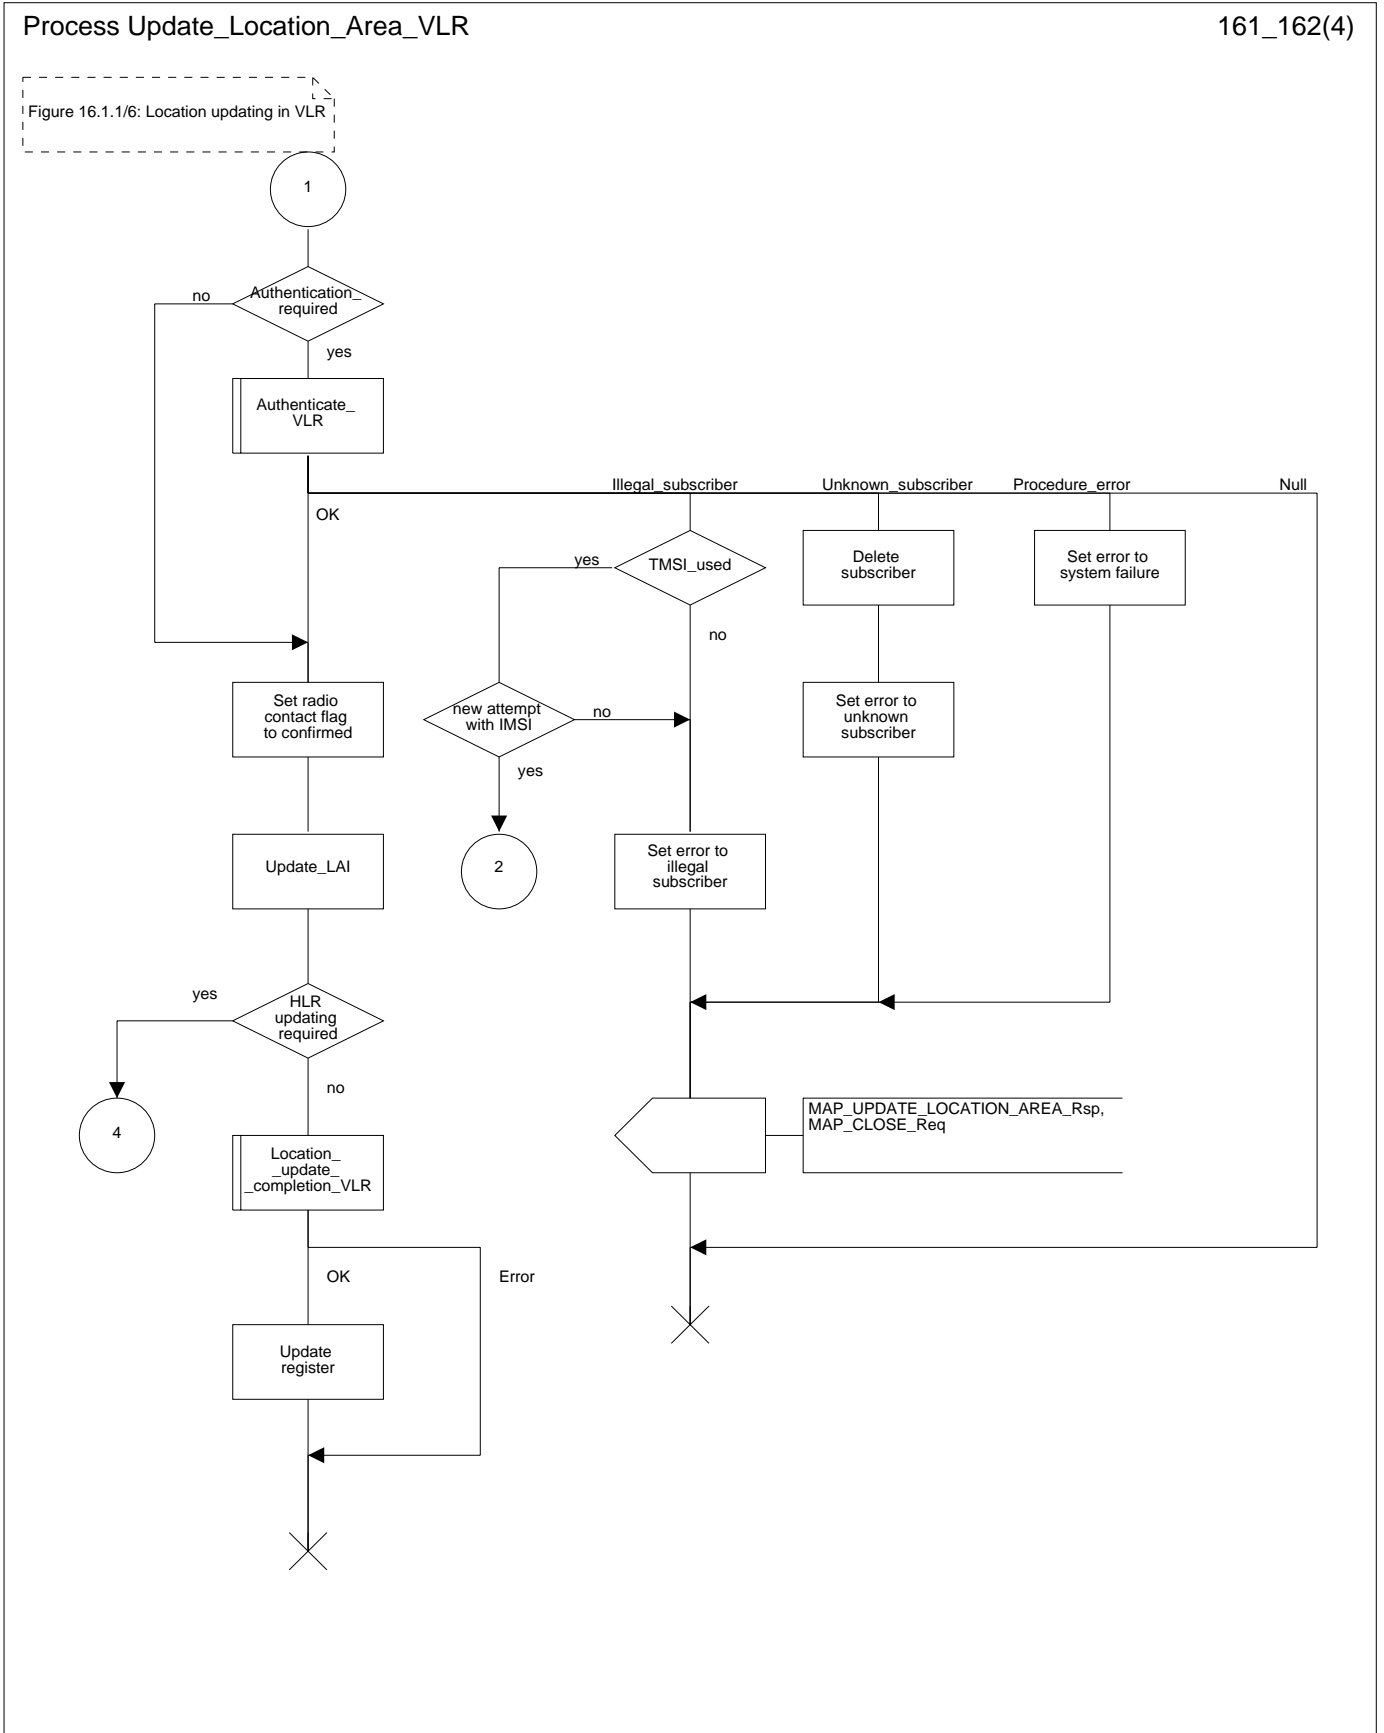 Process Update_Location_Area_VLR
161_162(4)
Figure 16.1.1/6: Location updating in VLR
1
Authentication_
required
no
yes
Authenticate_
VLR
Illegal_subscriber
Unknown_subscriber
Procedure_error
Null
OK
yes
TMSI_used
no
Delete
subscriber
Set error to
system failure
Set radio
contact flag
to confirmed
new attempt
with IMSI
no
yes
Set error to
unknown
subscriber
Update_LAI
2
Set error to
illegal
subscriber
yes
HLR
updating
required
no
4
Location_
_update_
_completion_VLR
MAP_UPDATE_LOCATION_AREA_Rsp,
MAP_CLOSE_Req
OK
Error
Update
register